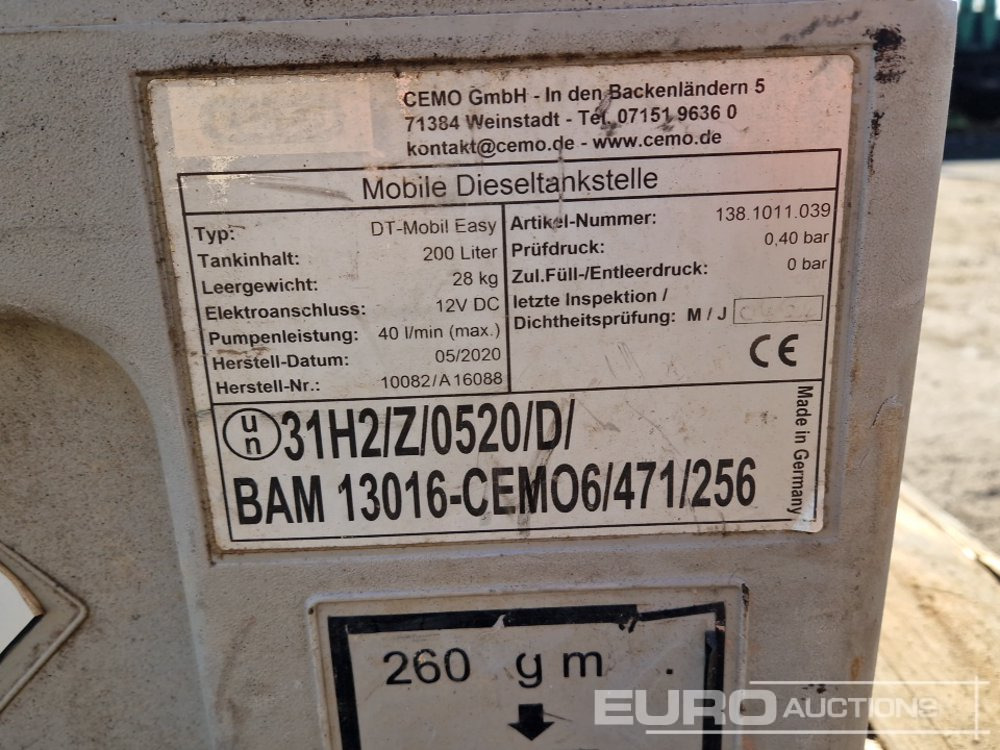 CEMO GmbH - In den Backenländern 5
71384 Weinstadt - Tel. 07151 9636 0
kontakt@cemo.de - www.cemo.de
Mobile Dieseltankstelle
Typ: DT-Mobil Easy
Tankinhalt: 200 Liter
Leergewicht: 28 kg
Elektroanschluss: 12V DC
Pumpenleistung: 40 l/min (max.)
Herstell-Datum: 05/2020
Herstell-Nr.: 10082/A16088
Artikel-Nummer: 138.1011.039
Prüfdruck: 0,40 bar
Zul.Füll-/Entleerdruck: 0 bar
letzte Inspektion /
Dichtheitsprüfung: M / J
CE
un 31H2/Z/0520/D/
BAM 13016-CEMO6/471/256
Made in Germany
260 g m
EURO AUCTIONS